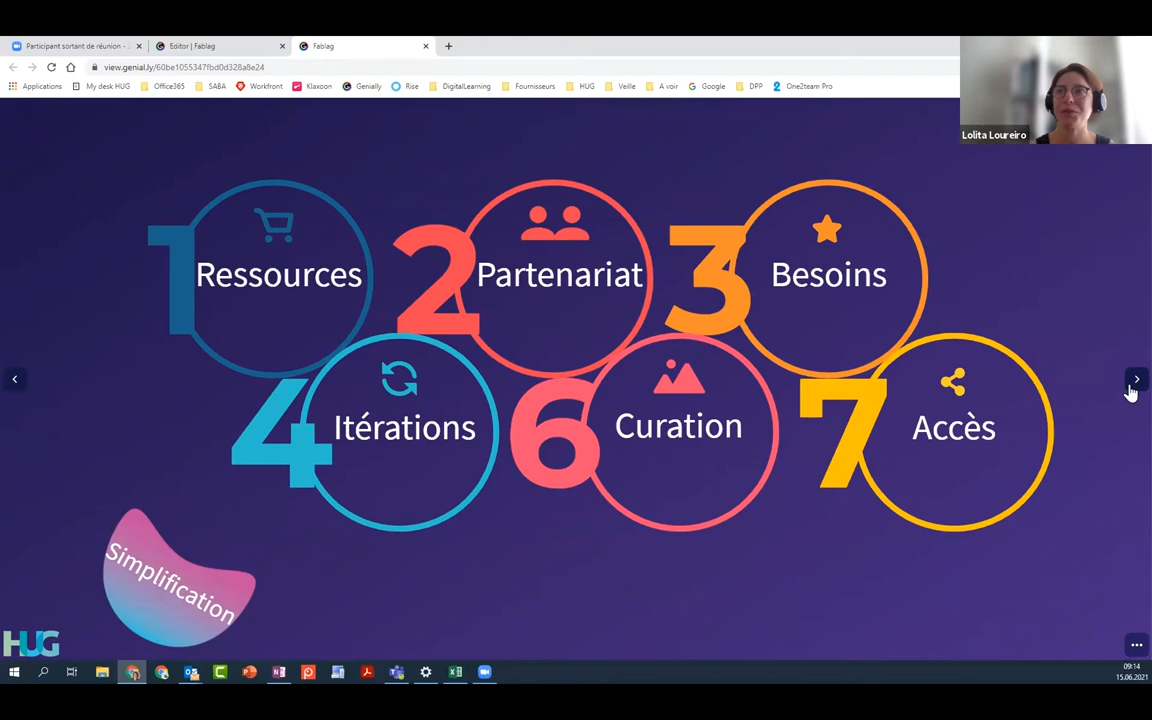 Participant sortant de réunion - Z
Editor | Fablag
Fablag
view.genial.ly/60be1055347fbd0d328a8e24
Applications
My desk HUG
Office365
SABA
Workfront
Klaxoon
Genially
Rise
DigitalLearning
Fournisseurs
HUG
Veille
A voir
Google
DPP
One2team Pro
Lolita Loureiro
1
Ressources
2
Partenariat
3
Besoins
4
Itérations
6
Curation
7
Accès
Simplification
HUG
09:14
15.06.2021